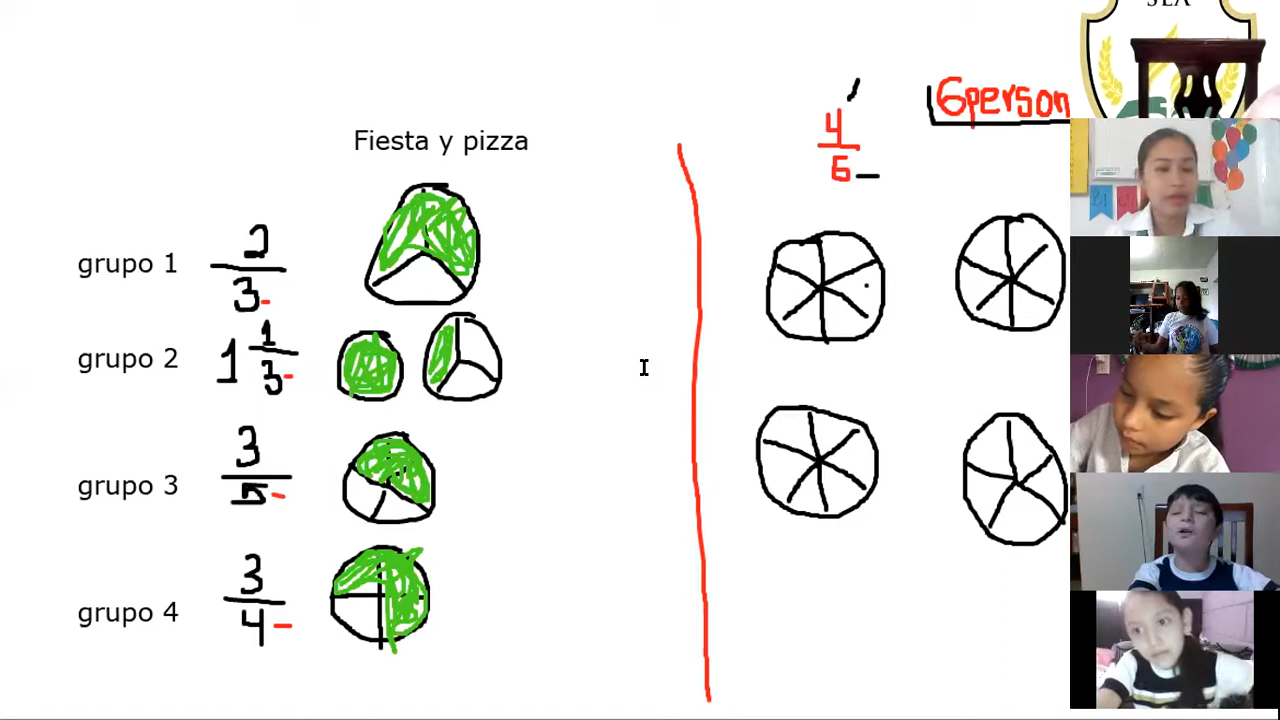 SEA
Fiesta y pizza
grupo 1 2/3
grupo 2 1 1/3
grupo 3 3/5
grupo 4 3/4
4/6
6person